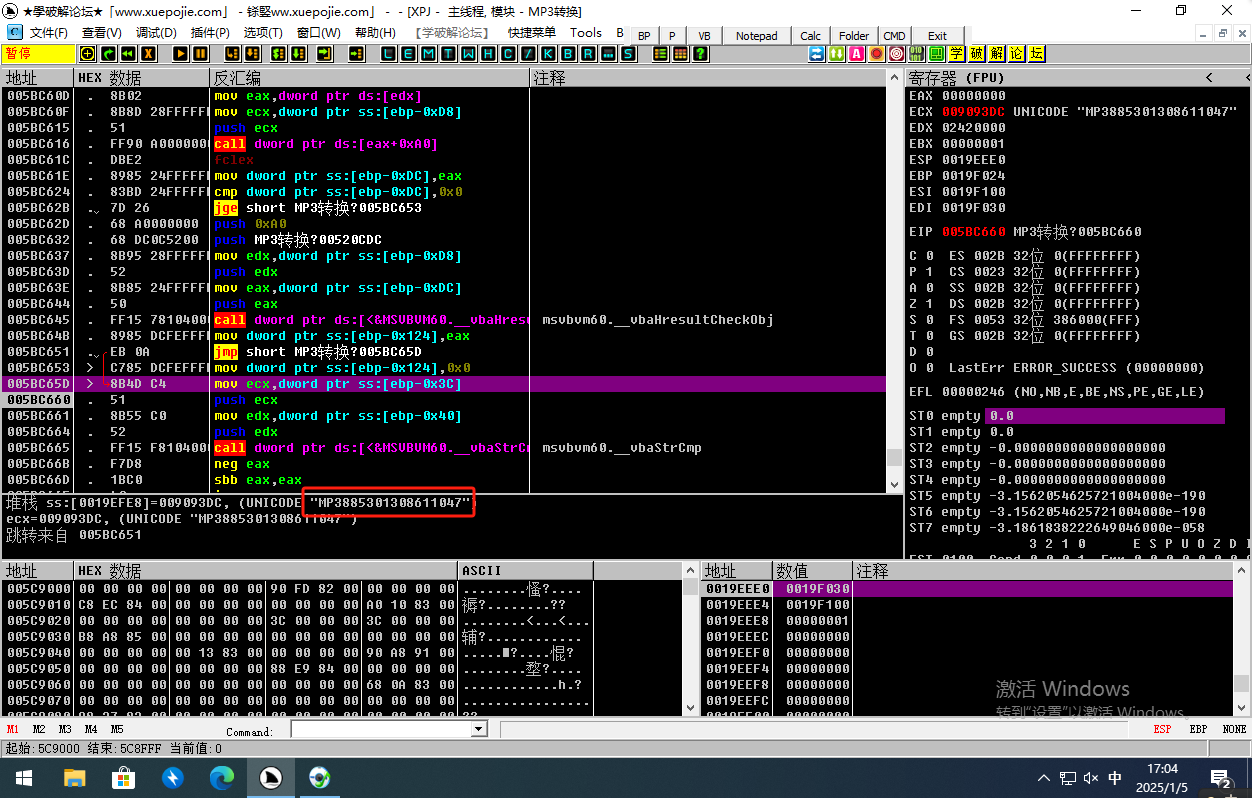 ★學破解论坛★「www.xuepojie.com」 - ww.xuepojie.com」 - - [XPJ - 主线程, 模块 - MP3转换]
文件(F) 查看(V) 调试(D) 插件(P) 选项(T) 窗口(W) 帮助(H) 【学破解论坛】 快捷菜单 Tools B BP P VB Notepad Calc Folder CMD Exit
暂停 L E M T W H C / K B R ... S ? A 学 破 解 论 坛
地址 HEX 数据 反汇编 注释
005BC60D . 8B02 mov eax,dword ptr ds:[edx]
005BC60F . 8B8D 28FFFFF mov ecx,dword ptr ss:[ebp-0xD8]
005BC615 . 51 push ecx
005BC616 . FF90 A000000 call dword ptr ds:[eax+0xA0]
005BC61C . DBE2 fclex
005BC61E . 8985 24FFFFF mov dword ptr ss:[ebp-0xDC],eax
005BC624 . 83BD 24FFFFF cmp dword ptr ss:[ebp-0xDC],0x0
005BC62B . 7D 26 jge short MP3转换?005BC653
005BC62D . 68 A0000000 push 0xA0
005BC632 . 68 DC0C5200 push MP3转换?00520CDC
005BC637 . 8B95 28FFFFF mov edx,dword ptr ss:[ebp-0xD8]
005BC63D . 52 push edx
005BC63E . 8B85 24FFFFF mov eax,dword ptr ss:[ebp-0xDC]
005BC644 . 50 push eax
005BC645 . FF15 7810400 call dword ptr ds:[<&MSVBVM60.__vbaHresu msvbvm60.__vbaHresultCheckObj
005BC64B . 8985 DCFEFFF mov dword ptr ss:[ebp-0x124],eax
005BC651 . EB 0A jmp short MP3转换?005BC65D
005BC653 > C785 DCFEFFF mov dword ptr ss:[ebp-0x124],0x0
005BC65D > 8B4D C4 mov ecx,dword ptr ss:[ebp-0x3C]
005BC660 . 51 push ecx
005BC661 . 8B55 C0 mov edx,dword ptr ss:[ebp-0x40]
005BC664 . 52 push edx
005BC665 . FF15 F810400 call dword ptr ds:[<&MSVBVM60.__vbaStrCm msvbvm60.__vbaStrCmp
005BC66B . F7D8 neg eax
005BC66D . 1BC0 sbb eax,eax
堆栈 ss:[0019EFE8]=009093DC, (UNICODE "MP3885301308611047"
ecx=009093DC, (UNICODE "MP3885301308611047")
跳转来自 005BC651
寄存器 (FPU) < <
EAX 00000000
ECX 009093DC UNICODE "MP3885301308611047"
EDX 02420000
EBX 00000001
ESP 0019EEE0
EBP 0019F024
ESI 0019F100
EDI 0019F030
EIP 005BC660 MP3转换?005BC660
C 0 ES 002B 32位 0(FFFFFFFF)
P 1 CS 0023 32位 0(FFFFFFFF)
A 0 SS 002B 32位 0(FFFFFFFF)
Z 1 DS 002B 32位 0(FFFFFFFF)
S 0 FS 0053 32位 386000(FFF)
T 0 GS 002B 32位 0(FFFFFFFF)
D 0
O 0 LastErr ERROR_SUCCESS (00000000)
EFL 00000246 (NO,NB,E,BE,NS,PE,GE,LE)
ST0 empty 0.0
ST1 empty 0.0
ST2 empty -0.0000000000000000000
ST3 empty -0.0000000000000000000
ST4 empty -0.0000000000000000000
ST5 empty -3.1562054625721004000e-190
ST6 empty -3.1562054625721004000e-190
ST7 empty -3.1861838222649046000e-058
3 2 1 0 E S P U O Z D I
地址 HEX 数据 ASCII
005C9000 00 00 00 00 00 00 00 00 90 FD 82 00 00 00 00 00 ........慅?....
005C9010 C8 EC 84 00 00 00 00 00 00 00 00 00 A0 10 83 00 褥?........??
005C9020 00 00 00 00 00 00 00 00 3C 00 00 00 3C 00 00 00 ........<...<...
005C9030 B8 A8 85 00 00 00 00 00 00 00 00 00 00 00 00 00 辅?............
005C9040 00 00 00 00 00 13 83 00 00 00 00 00 90 A8 91 00
005C9050 00 00 00 00 00 00 00 00 88 E9 84 00 00 00 00 00
005C9060 00 00 00 00 00 00 00 00 00 00 00 00 68 0A 83 00 ............h.?
005C9070 00 00 00 00 00 00 00 00 00 00 00 00 00 00 00 00 ................
地址 数值 注释
0019EEE0 0019F030
0019EEE4 0019F100
0019EEE8 00000001
0019EEEC 00000000
0019EEF0 00000000
0019EEF4 00000000
0019EEF8 00000000
0019EEFC 00000000
激活 Windows
转到“设置”以激活 Windows。
M1 M2 M3 M4 M5 Command: ESP EBP NONE
起始: 5C9000 结束: 5C8FFF 当前值: 0
中 17:04
2025/1/5
2